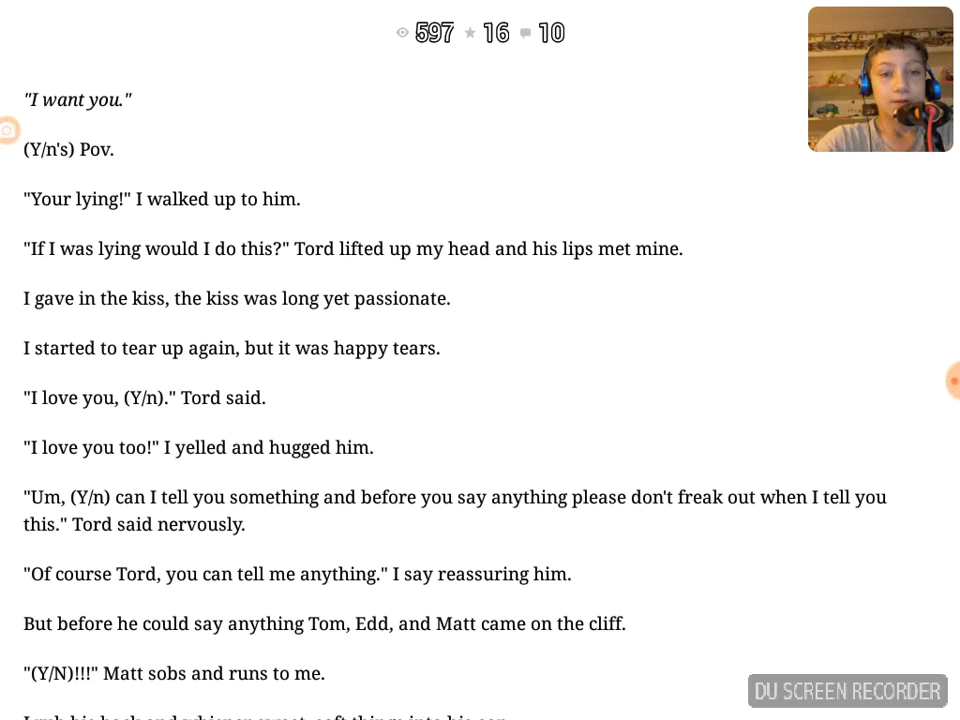 597 16 10
"I want you."
(Y/n's) Pov.
"Your lying!" I walked up to him.
"If I was lying would I do this?" Tord lifted up my head and his lips met mine.
I gave in the kiss, the kiss was long yet passionate.
I started to tear up again, but it was happy tears.
"I love you, (Y/n)." Tord said.
"I love you too!" I yelled and hugged him.
"Um, (Y/n) can I tell you something and before you say anything please don't freak out when I tell you
this." Tord said nervously.
"Of course Tord, you can tell me anything." I say reassuring him.
But before he could say anything Tom, Edd, and Matt came on the cliff.
"(Y/N)!!!" Matt sobs and runs to me.
DU SCREEN RECORDER